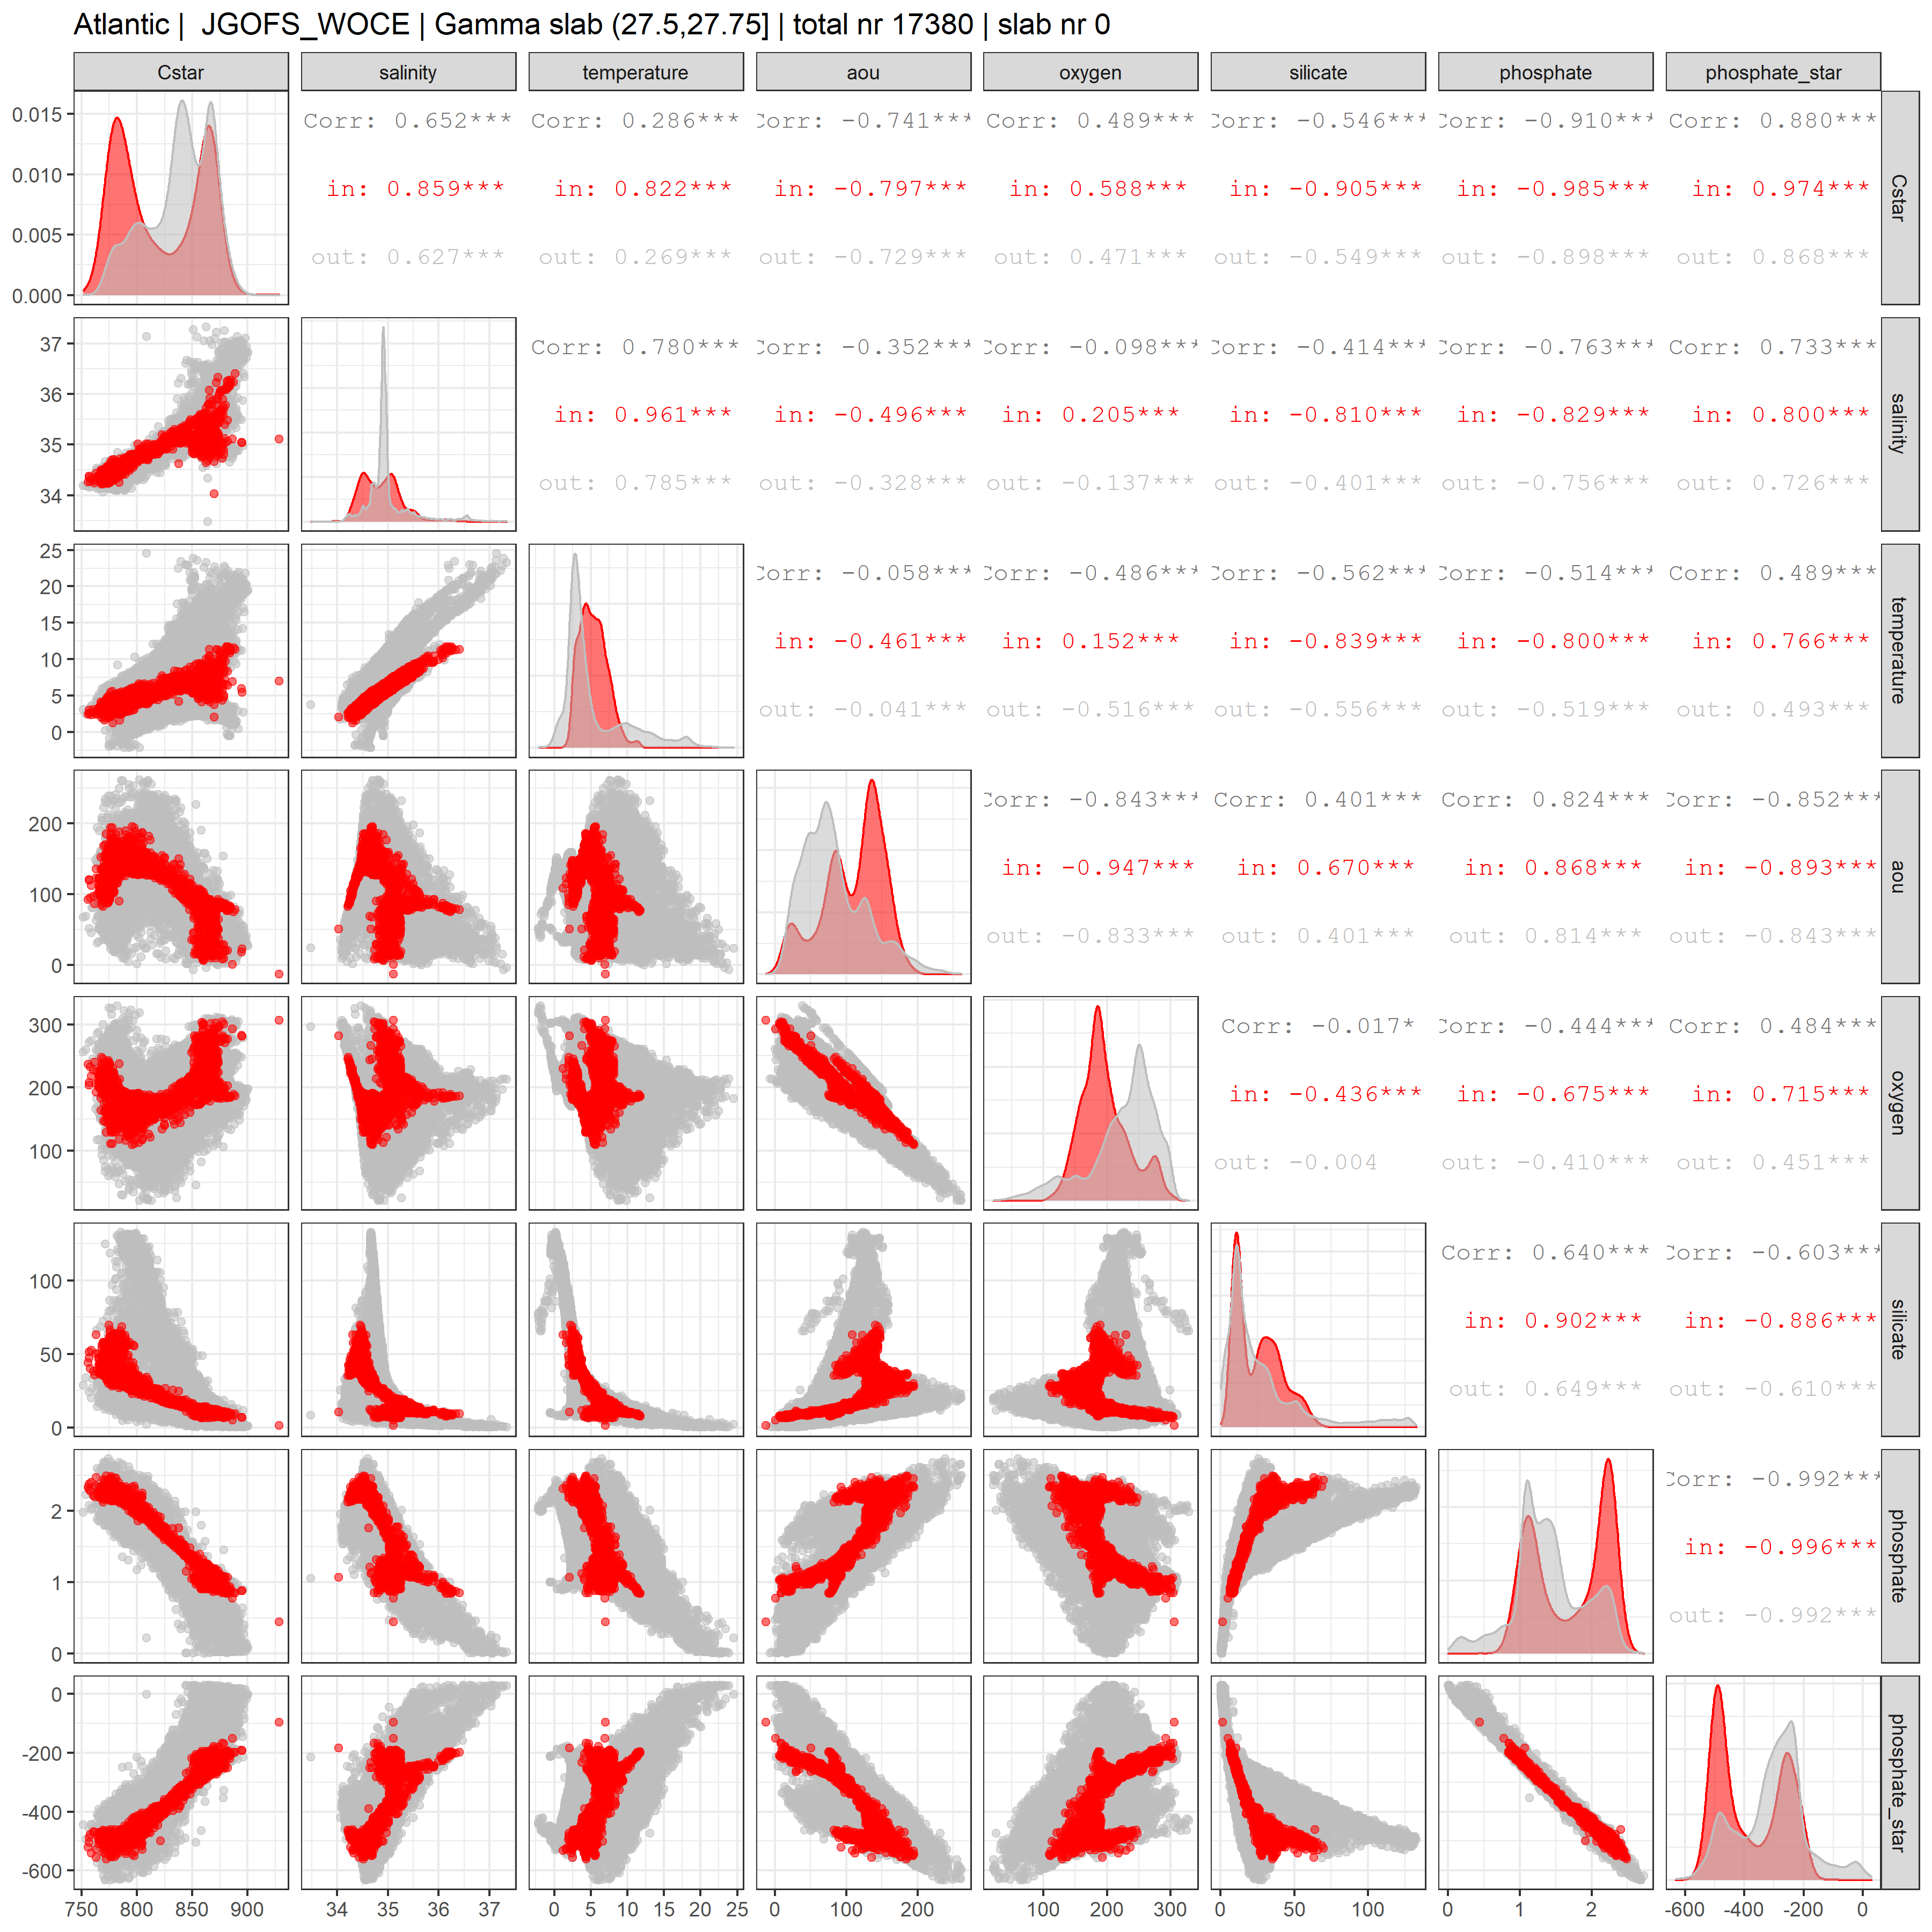 Atlantic |  JGOFS_WOCE | Gamma slab (27.5,27.75] | total nr 17380 | slab nr 0
Cstar salinity temperature aou oxygen silicate phosphate phosphate_star
0.015 Corr: 0.652*** Corr: 0.286*** Corr: -0.741*** Corr: 0.489*** Corr: -0.546*** Corr: -0.910*** Corr: 0.880***
0.010 in: 0.859*** in: 0.822*** in: -0.797*** in: 0.588*** in: -0.905*** in: -0.985*** in: 0.974*** Cstar
0.005 out: 0.627*** out: 0.269*** out: -0.729*** out: 0.471*** out: -0.549*** out: -0.898*** out: 0.868***
0.000
37 Corr: 0.780*** Corr: -0.352*** Corr: -0.098*** Corr: -0.414*** Corr: -0.763*** Corr: 0.733***
36
35 in: 0.961*** in: -0.496*** in: 0.205*** in: -0.810*** in: -0.829*** in: 0.800*** salinity
34 out: 0.785*** out: -0.328*** out: -0.137*** out: -0.401*** out: -0.756*** out: 0.726***
25
20 Corr: -0.058*** Corr: -0.486*** Corr: -0.562*** Corr: -0.514*** Corr: 0.489***
15
10 in: -0.461*** in: 0.152*** in: -0.839*** in: -0.800*** in: 0.766*** temperature
5 out: -0.041*** out: -0.516*** out: -0.556*** out: -0.519*** out: 0.493***
0
200 Corr: -0.843*** Corr: 0.401*** Corr: 0.824*** Corr: -0.852***
100 in: -0.947*** in: 0.670*** in: 0.868*** in: -0.893*** aou
0 out: -0.833*** out: 0.401*** out: 0.814*** out: -0.843***
300 Corr: -0.017* Corr: -0.444*** Corr: 0.484***
200 in: -0.436*** in: -0.675*** in: 0.715*** oxygen
100 out: -0.004 out: -0.410*** out: 0.451***
100 Corr: 0.640*** Corr: -0.603***
50 in: 0.902*** in: -0.886*** silicate
0 out: 0.649*** out: -0.610***
2 Corr: -0.992***
1 in: -0.996*** phosphate
0 out: -0.992***
0
-200
-400 phosphate_star
-600
750 800 850 900 34 35 36 37 0 5 10 15 20 25 0 100 200 100 200 300 0 50 100 0 1 2 -600 -400 -200 0